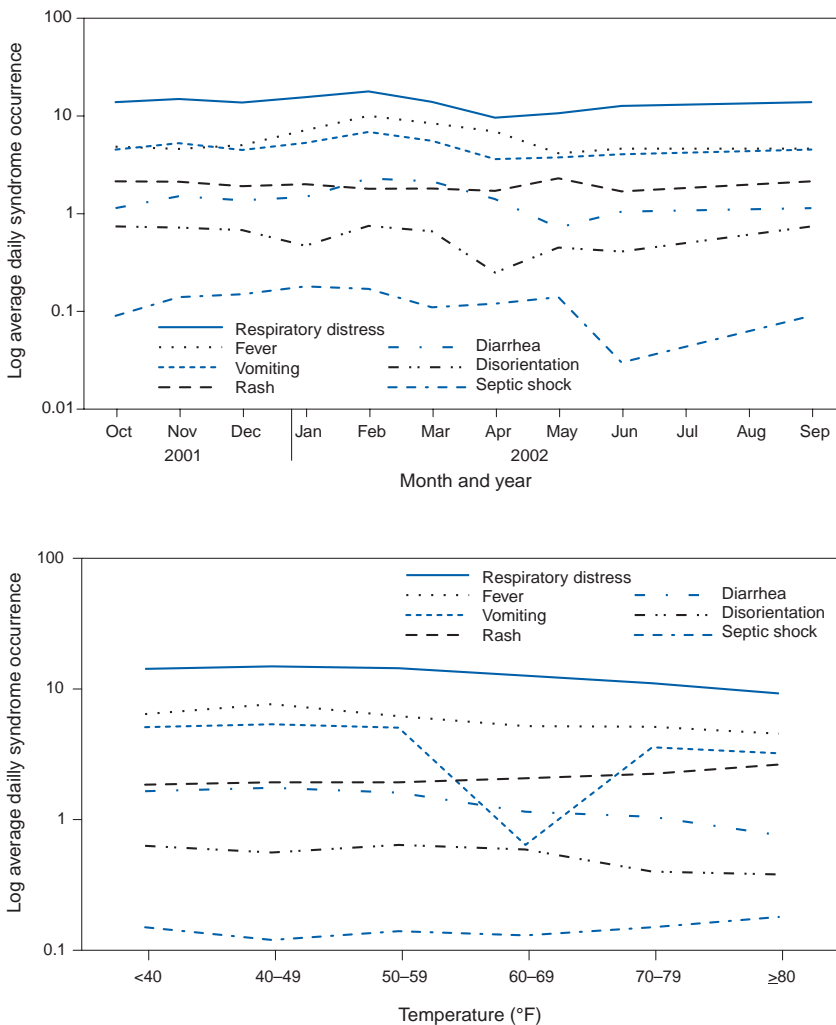 Log average daily syndrome occurrence
100
10
1
0.1
0.01
Respiratory distress
Fever
Vomiting
Rash
Diarrhea
Disorientation
Septic shock
Oct Nov Dec Jan Feb Mar Apr May Jun Jul Aug Sep
2001 2002
Month and year
Log average dailly syndrome occurrence
100
10
1
0.1
Respiratory distress
Fever
Vomiting
Rash
Diarrhea
Disorientation
Septic shock
<40 40–49 50–59 60–69 70–79 ≥80
Temperature (°F)